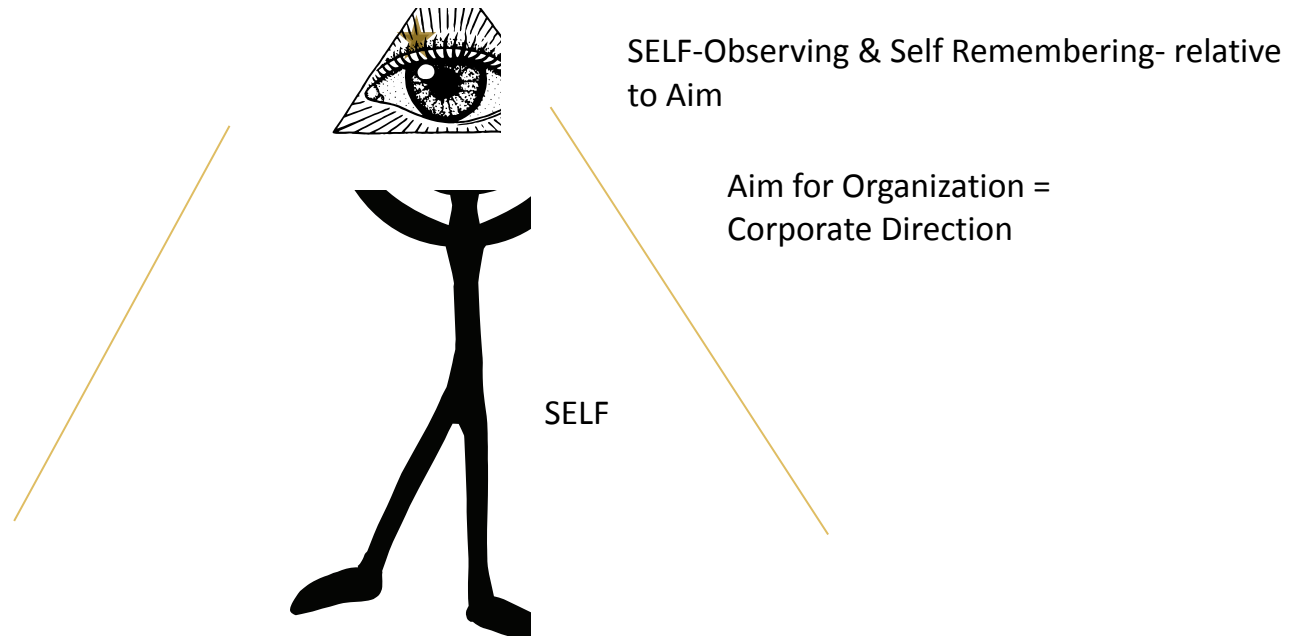 SELF-Observing & Self Remembering- relative
to Aim
Aim for Organization =
Corporate Direction
SELF